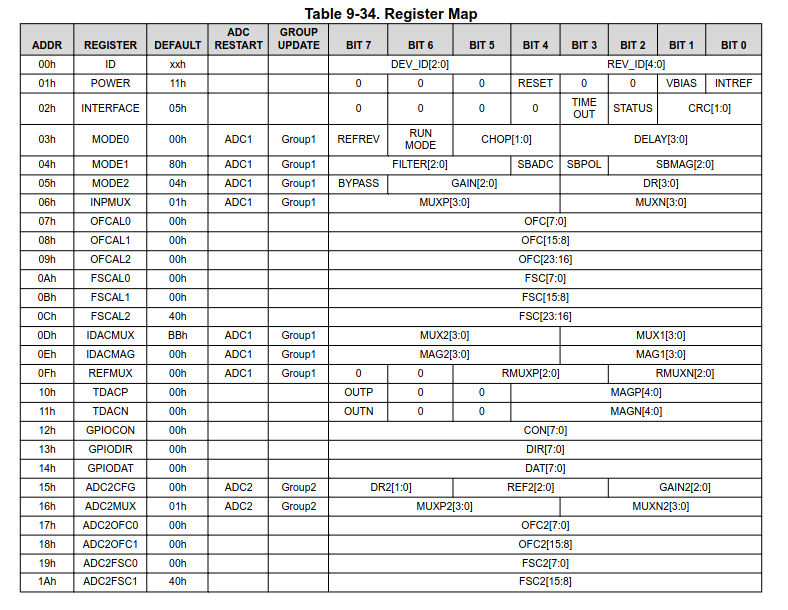 Table 9-34. Register Map
ADDR REGISTER DEFAULT ADC RESTART GROUP UPDATE BIT 7 BIT 6 BIT 5 BIT 4 BIT 3 BIT 2 BIT 1 BIT 0
00h ID xxh DEV_ID[2:0] REV_ID[4:0]
01h POWER 11h 0 0 0 RESET 0 0 VBIAS INTREF
02h INTERFACE 05h 0 0 0 0 TIME OUT STATUS CRC[1:0]
03h MODE0 00h ADC1 Group1 REFREV RUN MODE CHOP[1:0] DELAY[3:0]
04h MODE1 80h ADC1 Group1 FILTER[2:0] SBADC SBPOL SBMAG[2:0]
05h MODE2 04h ADC1 Group1 BYPASS GAIN[2:0] DR[3:0]
06h INPMUX 01h ADC1 Group1 MUXP[3:0] MUXN[3:0]
07h OFCAL0 00h OFC[7:0]
08h OFCAL1 00h OFC[15:8]
09h OFCAL2 00h OFC[23:16]
0Ah FSCAL0 00h FSC[7:0]
0Bh FSCAL1 00h FSC[15:8]
0Ch FSCAL2 40h FSC[23:16]
0Dh IDACMUX BBh ADC1 Group1 MUX2[3:0] MUX1[3:0]
0Eh IDACMAG 00h ADC1 Group1 MAG2[3:0] MAG1[3:0]
0Fh REFMUX 00h ADC1 Group1 0 0 RMUXP[2:0] RMUXN[2:0]
10h TDACP 00h OUTP 0 0 MAGP[4:0]
11h TDACN 00h OUTN 0 0 MAGN[4:0]
12h GPIOCON 00h CON[7:0]
13h GPIODIR 00h DIR[7:0]
14h GPIODAT 00h DAT[7:0]
15h ADC2CFG 00h ADC2 Group2 DR2[1:0] REF2[2:0] GAIN2[2:0]
16h ADC2MUX 01h ADC2 Group2 MUXP2[3:0] MUXN2[3:0]
17h ADC2OFC0 00h OFC2[7:0]
18h ADC2OFC1 00h OFC2[15:8]
19h ADC2FSC0 00h FSC2[7:0]
1Ah ADC2FSC1 40h FSC2[15:8]